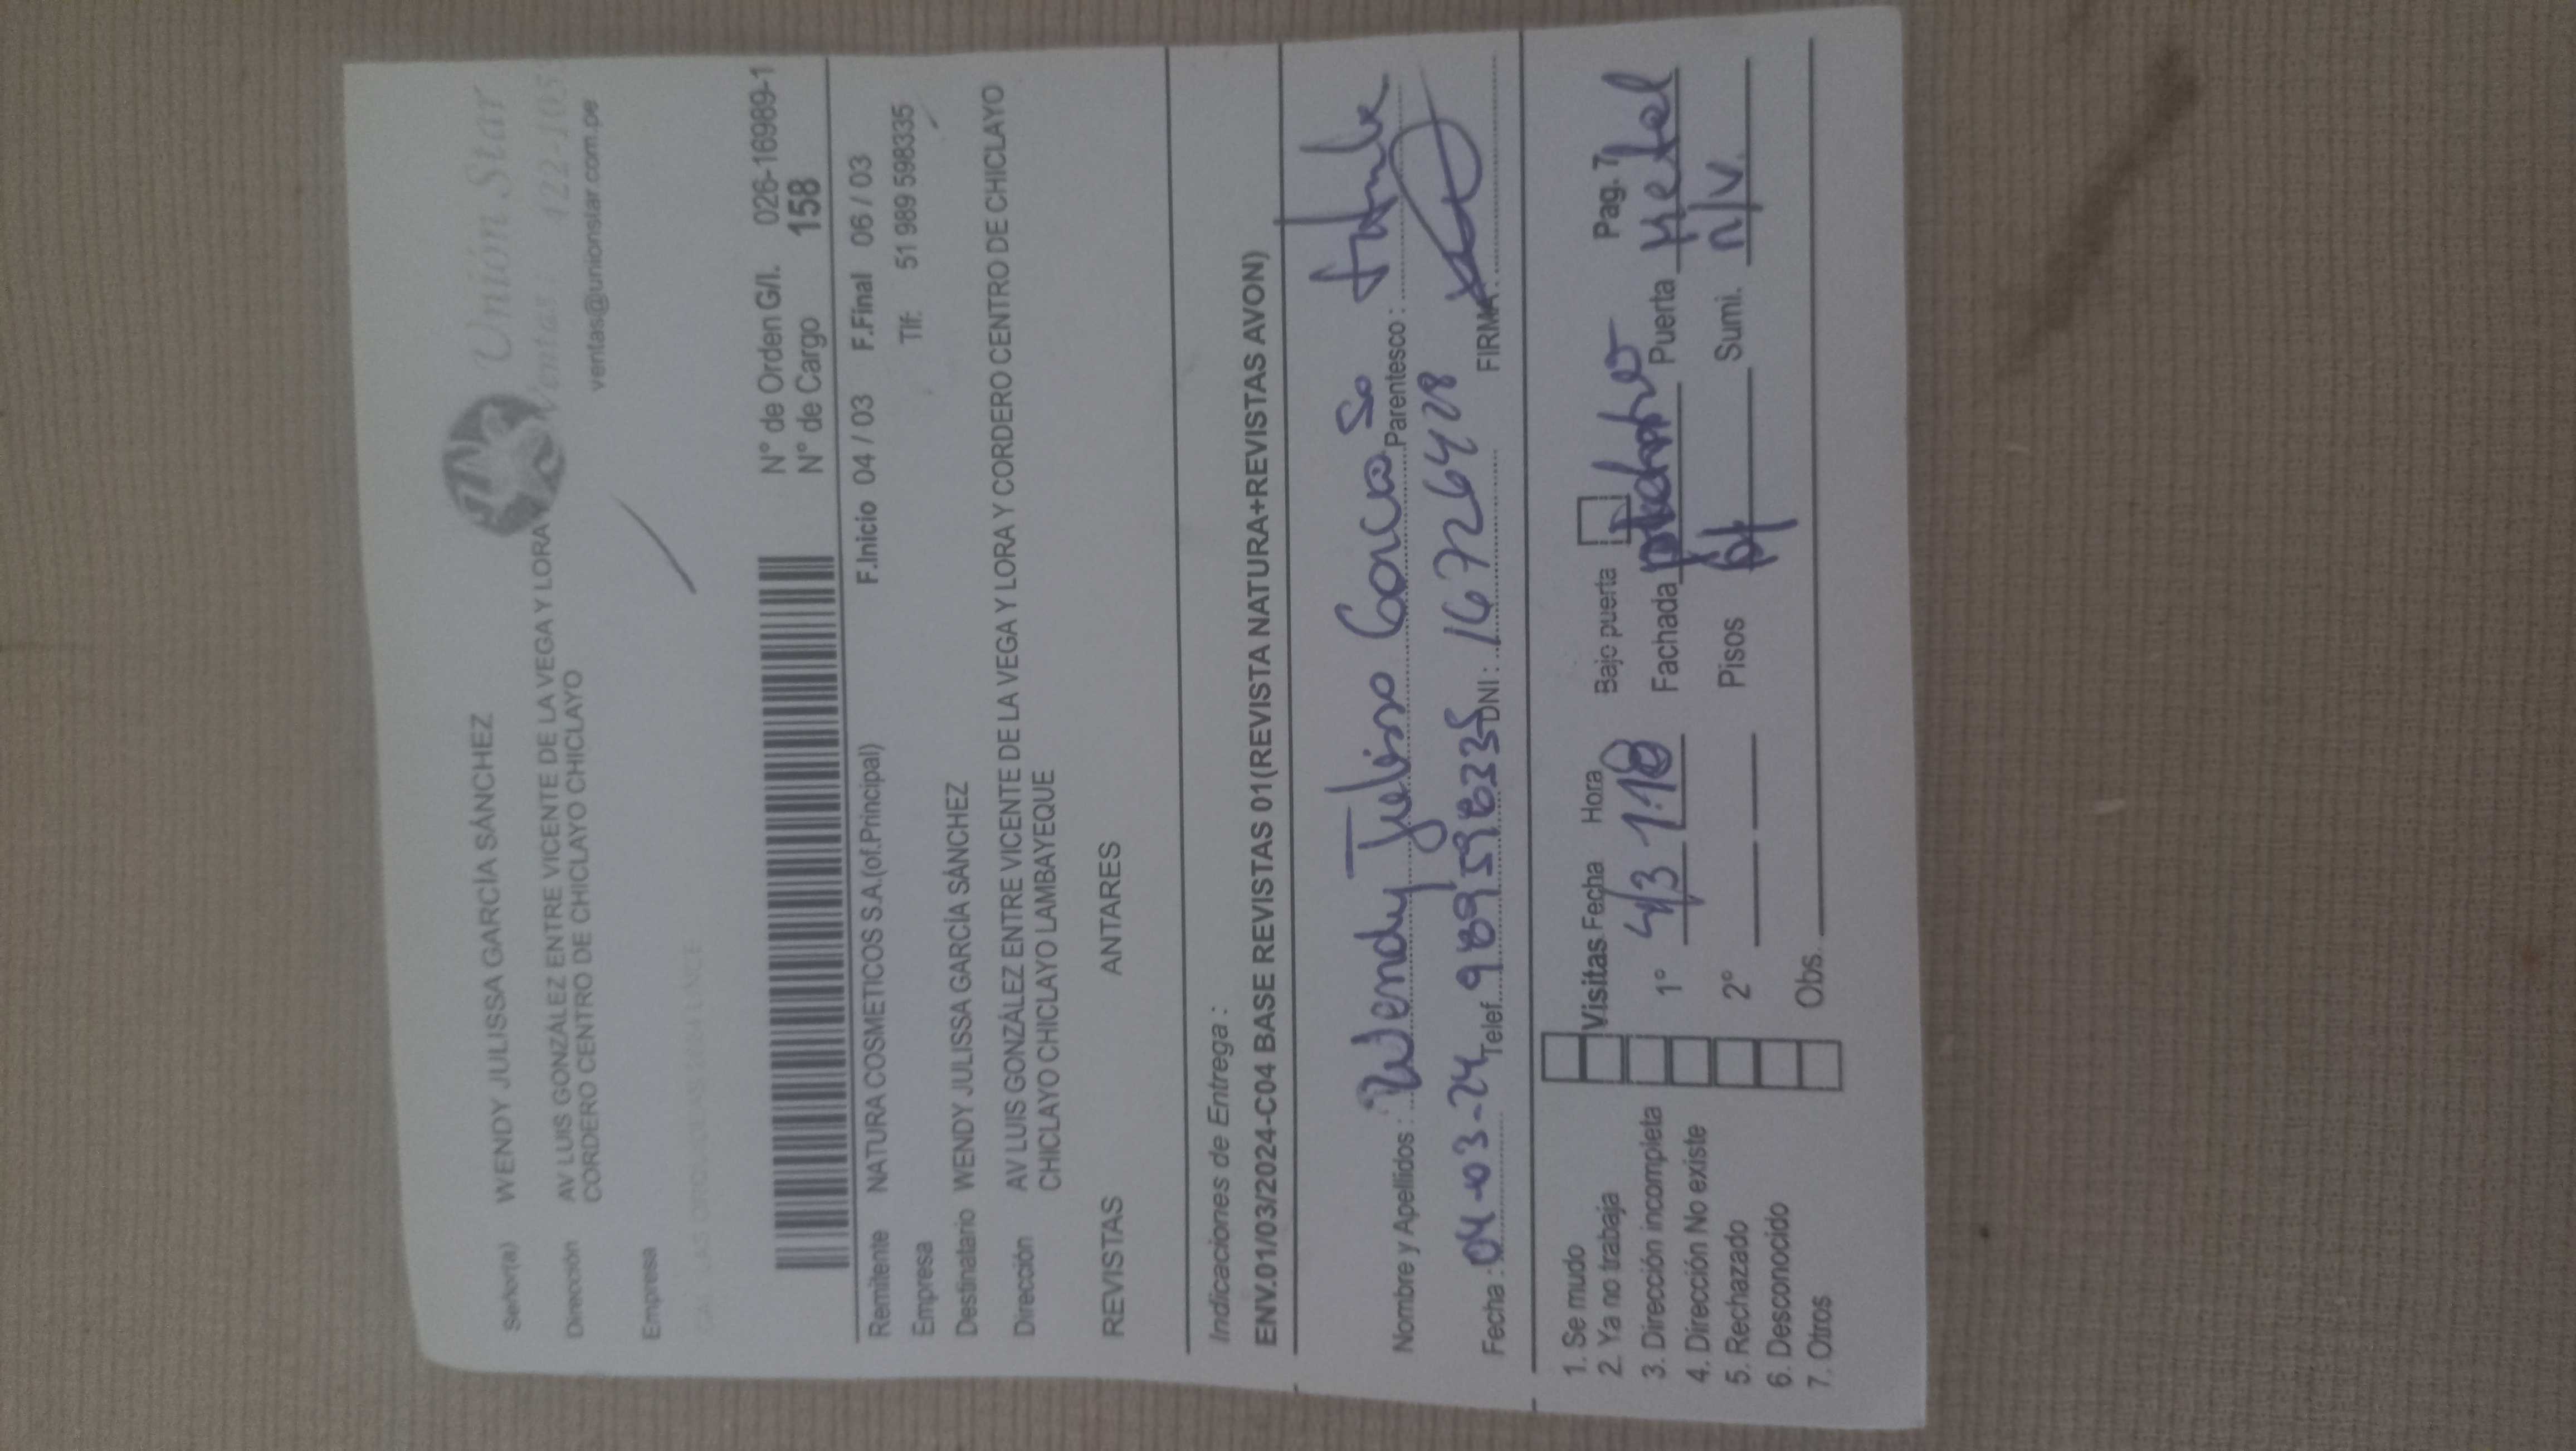 Unión Star
Ventas: 422-105
ventas@unionstar.com.pe
Señor(a) WENDY JULISSA GARCÍA SÁNCHEZ
Dirección AV LUIS GONZÁLEZ ENTRE VICENTE DE LA VEGA Y LORA Y
CORDERO CENTRO DE CHICLAYO CHICLAYO
Empresa
N° de Orden G/I. 026-16989-1
N° de Cargo 158
Remitente NATURA COSMETICOS S.A.(of.Principal) F.Inicio 04 / 03 F.Final 06 / 03
Empresa Tlf: 51 989 598335
Destinatario WENDY JULISSA GARCÍA SÁNCHEZ
Dirección AV LUIS GONZÁLEZ ENTRE VICENTE DE LA VEGA Y LORA Y CORDERO CENTRO DE CHICLAYO
CHICLAYO CHICLAYO LAMBAYEQUE
REVISTAS ANTARES
Indicaciones de Entrega :
ENV.01/03/2024-C04 BASE REVISTAS 01(REVISTA NATURA+REVISTAS AVON)
Nombre y Apellidos : Wendy Julissa Parentesco :
Fecha : 04-03-24 Telef. 989598335 DNI : 16726428 FIRMA
1. Se mudo Visitas Fecha Hora Bajo puerta Pag. 7
2. Ya no trabaja 1° 4/3 1:18 Fachada Puerta
3. Dirección incompleta
4. Dirección No existe 2° Pisos Sumi. n/v.
5. Rechazado
6. Desconocido Obs.
7. Otros